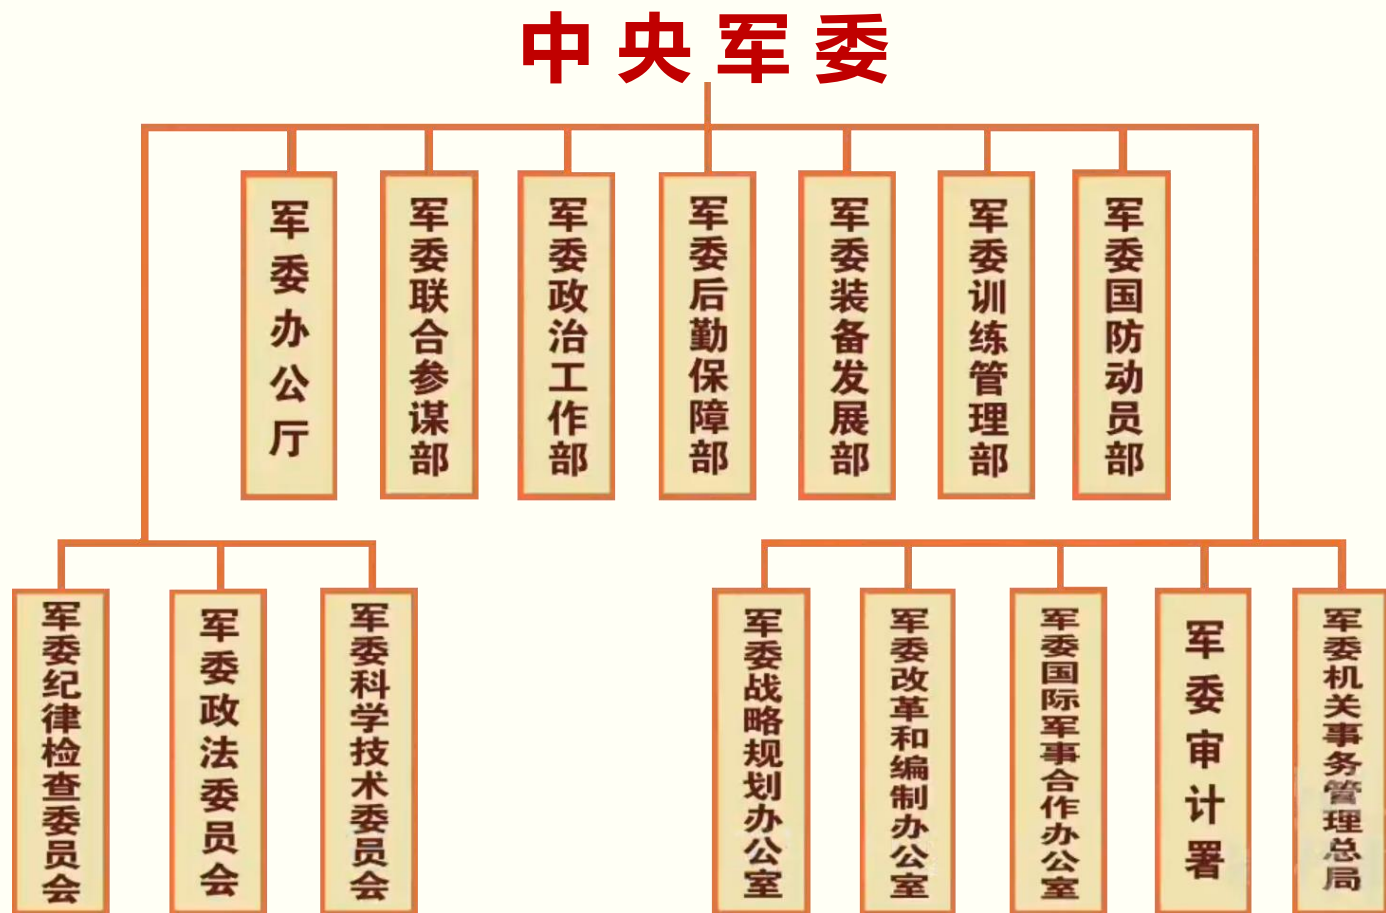 中央军委
军委办公厅
军委联合参谋部
军委政治工作部
军委后勤保障部
军委装备发展部
军委训练管理部
军委国防动员部
军委纪律检查委员会
军委政法委员会
军委科学技术委员会
军委战略规划办公室
军委改革和编制办公室
军委国际军事合作办公室
军委审计署
军委机关事务管理总局